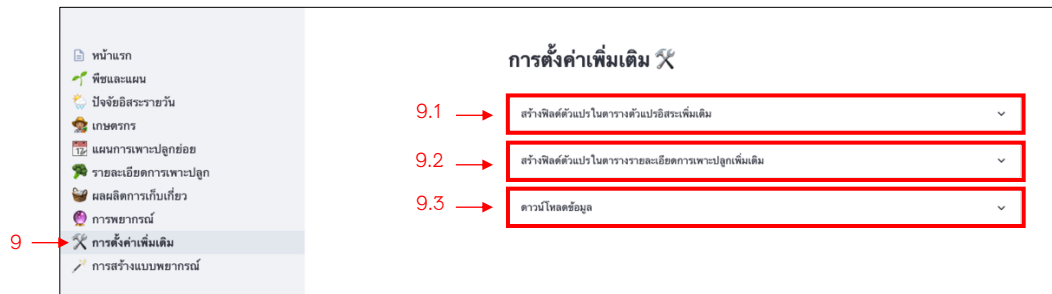 หน้าแรก
พืชและแผน
ปัจจัยอิสระรายวัน
เกษตรกร
แผนการเพาะปลูกย่อย
รายละเอียดการเพาะปลูก
ผลผลิตการเก็บเกี่ยว
การพยากรณ์
9 การตั้งค่าเพิ่มเติม
การสร้างแบบพยากรณ์
การตั้งค่าเพิ่มเติม
9.1 สร้างฟิลด์ตัวแปรในตารางตัวแปรอิสระเพิ่มเติม
9.2 สร้างฟิลด์ตัวแปรในตารางรายละเอียดการเพาะปลูกเพิ่มเติม
9.3 ดาวน์โหลดข้อมูล